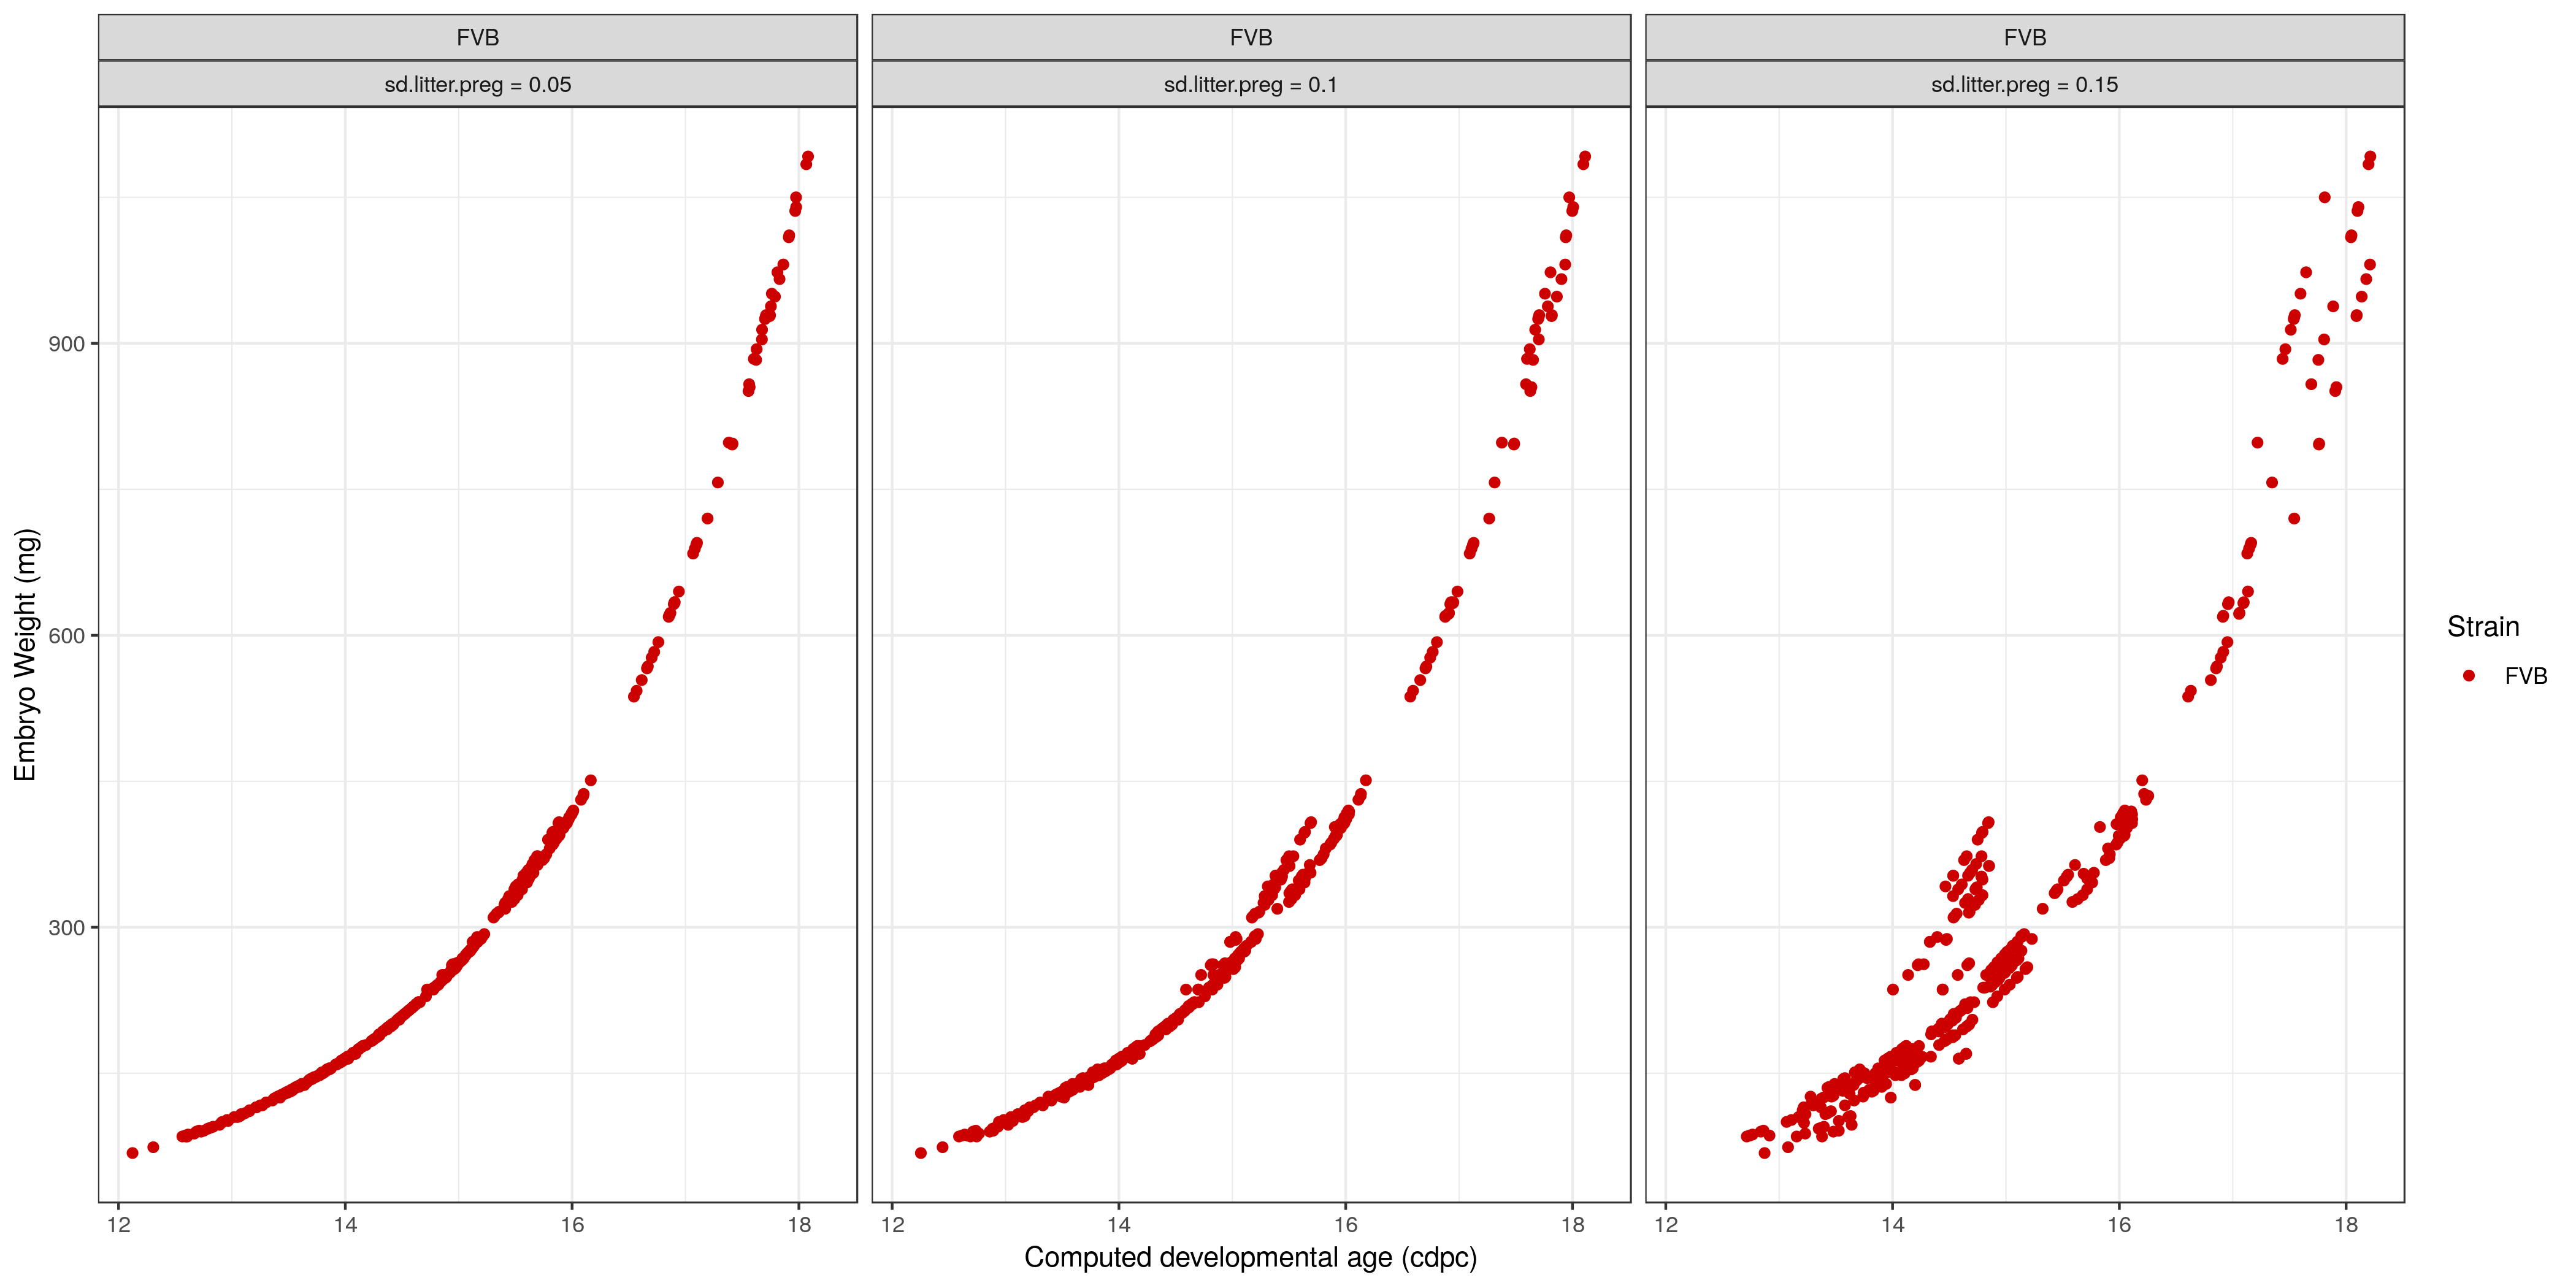 FVB
FVB
FVB
sd.litter.preg = 0.05
sd.litter.preg = 0.1
sd.litter.preg = 0.15
Embryo Weight (mg)
900
600
300
12 14 16 18
12 14 16 18
12 14 16 18
Computed developmental age (cdpc)
Strain
FVB